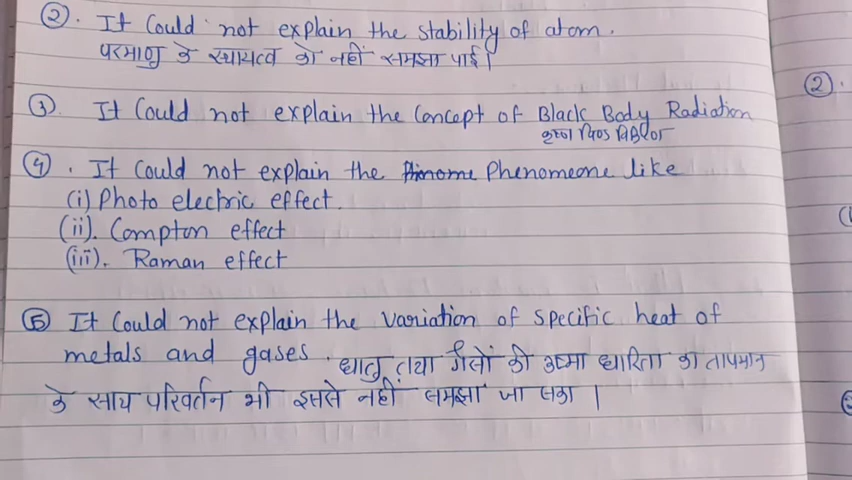 ②. It Could not explain the stability of atom.
परमाणु के स्थायत्व को नहीं समझा पाई।
③ It Could not explain the Concept of Black Body Radiation
कृष्ण पिण्ड विकिरण
④. It Could not explain the Phenomeone like
(i) Photo electric effect.
(ii). Compton effect
(iii). Raman effect
⑤ It Could not explain the variation of specific heat of
metals and gases. धातु तथा गैसों की उष्मा धारिता का तापमान
के साथ परिवर्तन भी इससे नहीं समझा जा सका।
②.